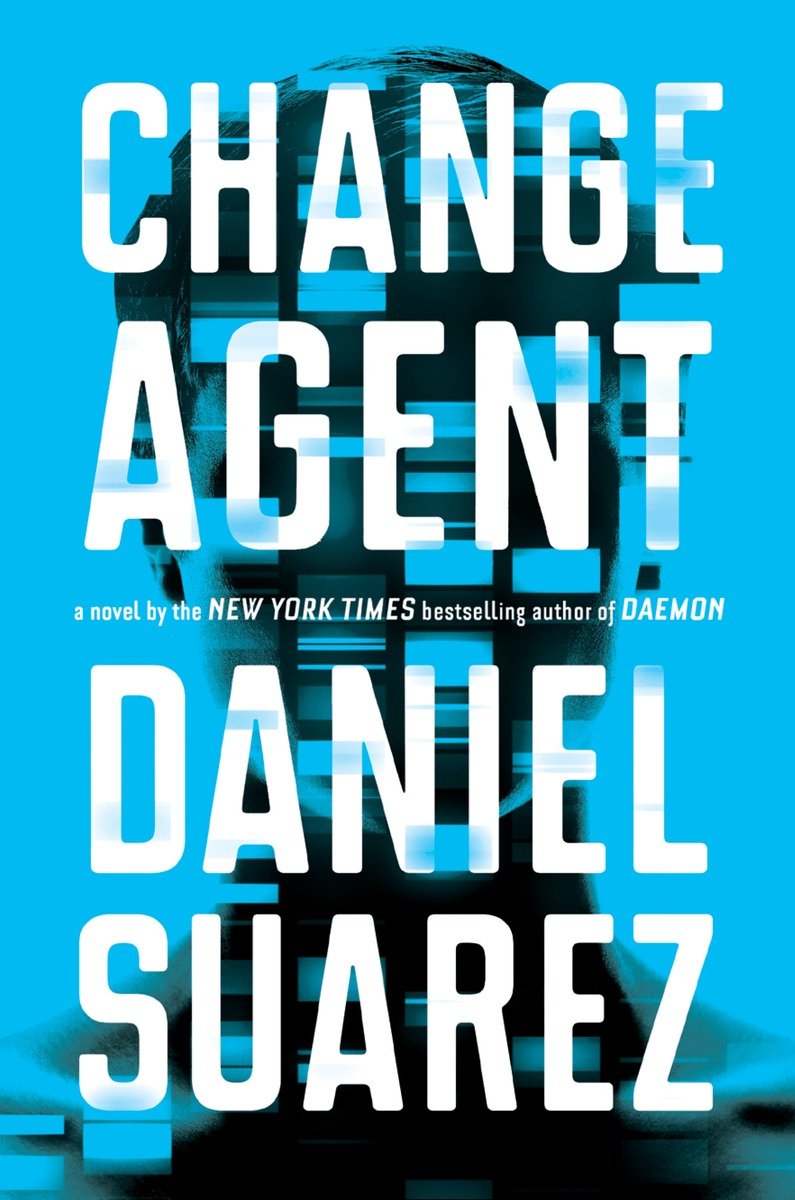 CHANGE
AGENT
a novel by the NEW YORK TIMES bestselling author of DAEMON
DANIEL
SUAREZ